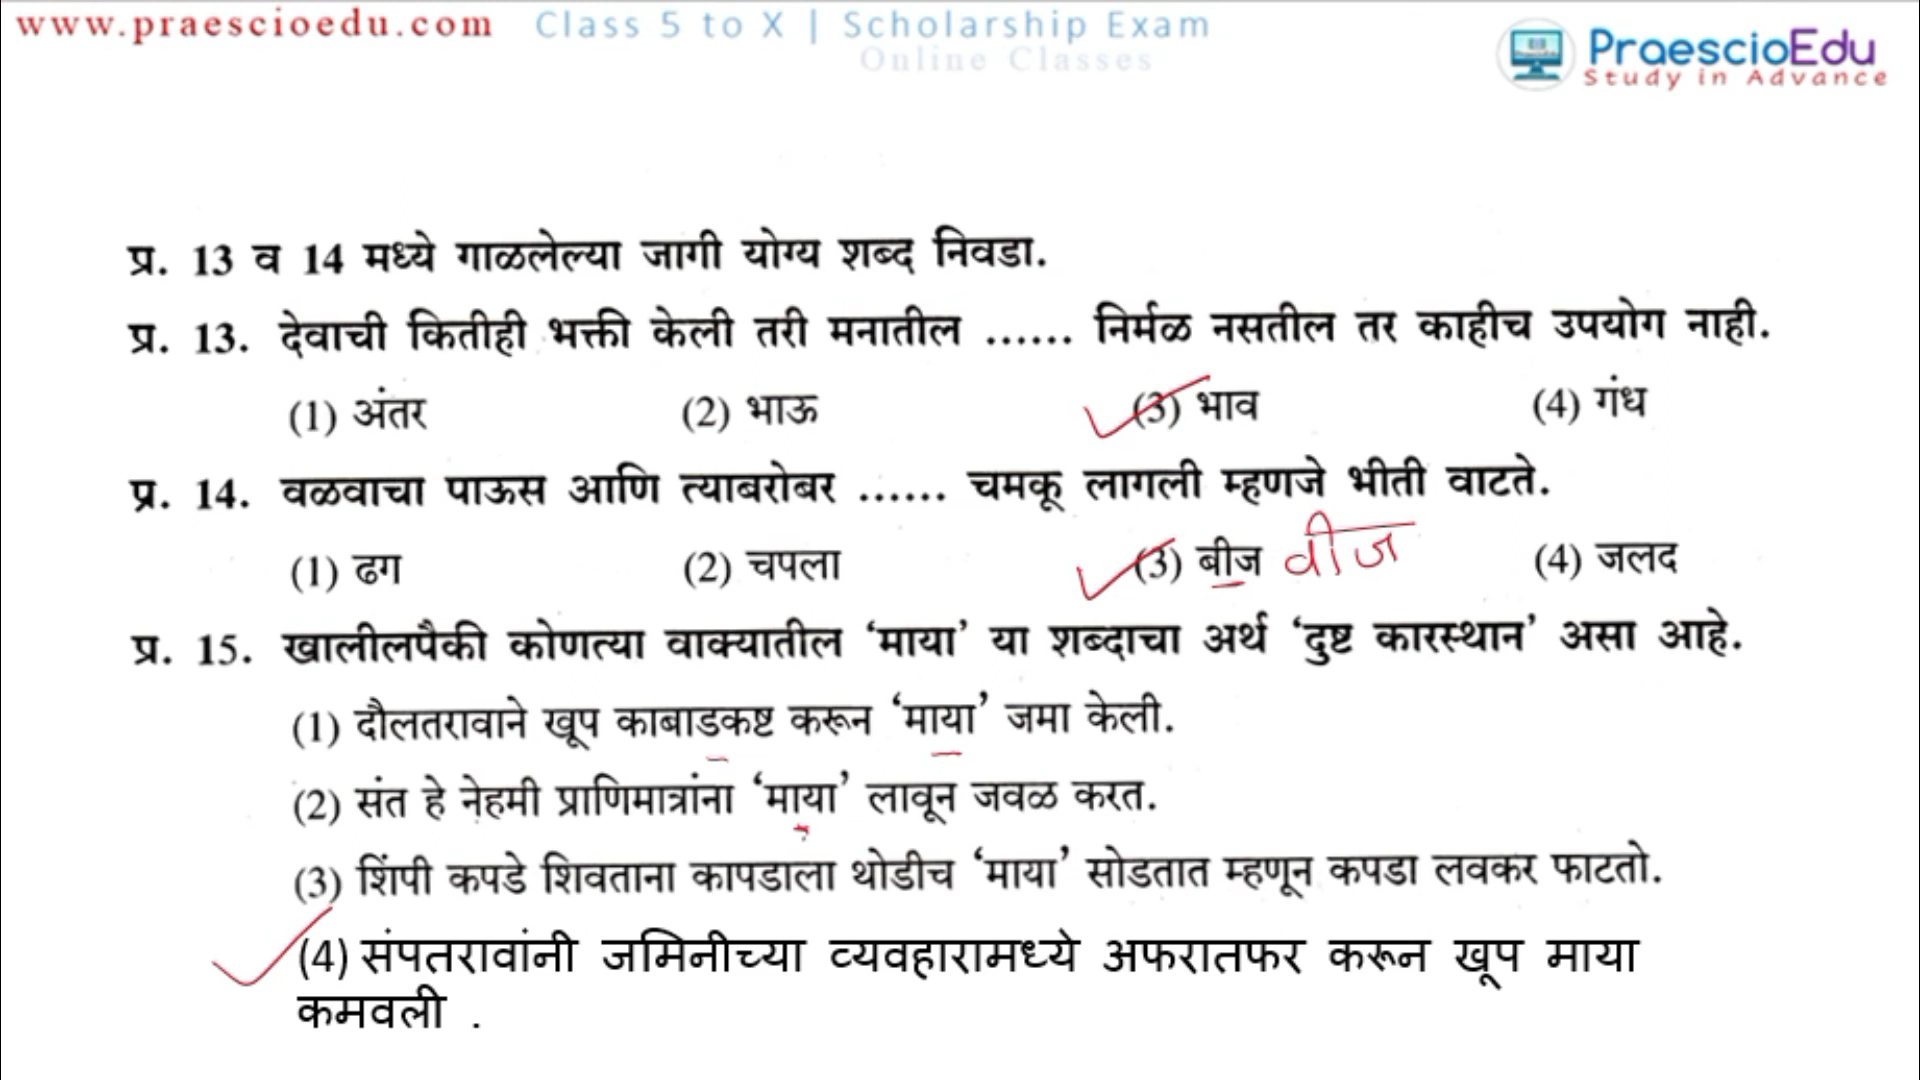 www.praescioedu.com Class 5 to X | Scholarship Exam
Online Classes
PraescioEdu
Study in Advance
प्र. 13 व 14 मध्ये गाळलेल्या जागी योग्य शब्द निवडा.
प्र. 13. देवाची कितीही भक्ती केली तरी मनातील ...... निर्मळ नसतील तर काहीच उपयोग नाही.
(1) अंतर (2) भाऊ (3) भाव (4) गंध
प्र. 14. वळवाचा पाऊस आणि त्याबरोबर ...... चमकू लागली म्हणजे भीती वाटते.
(1) ढग (2) चपला (3) बीज वीज (4) जलद
प्र. 15. खालीलपैकी कोणत्या वाक्यातील ‘माया’ या शब्दाचा अर्थ ‘दुष्ट कारस्थान’ असा आहे.
(1) दौलतरावाने खूप काबाडकष्ट करून ‘माया’ जमा केली.
(2) संत हे नेहमी प्राणिमात्रांना ‘माया’ लावून जवळ करत.
(3) शिंपी कपडे शिवताना कापडाला थोडीच ‘माया’ सोडतात म्हणून कपडा लवकर फाटतो.
(4) संपतरावांनी जमिनीच्या व्यवहारामध्ये अफरातफर करून खूप माया
कमवली .